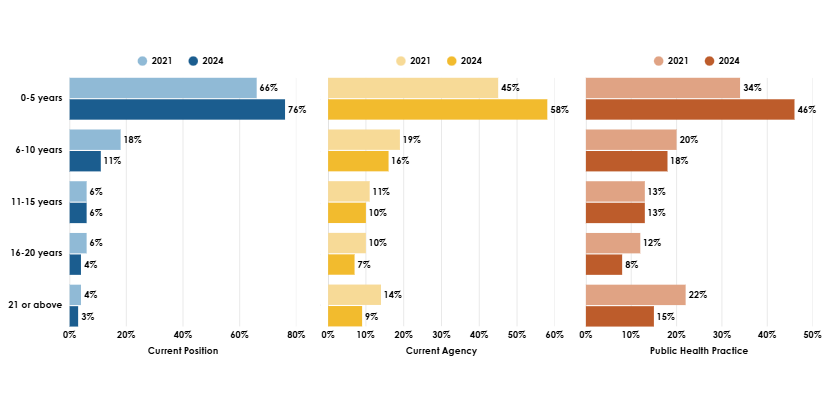 2021 2024 2021 2024 2021 2024
0-5 years 66% 45% 34%
76% 58% 46%
6-10 years 18% 19% 20%
11% 16% 18%
11-15 years 6% 11% 13%
6% 10% 13%
16-20 years 6% 10% 12%
4% 7% 8%
21 or above 4% 14% 22%
3% 9% 15%
0% 20% 40% 60% 80% 0% 10% 20% 30% 40% 50% 60% 0% 10% 20% 30% 40% 50%
Current Position Current Agency Public Health Practice